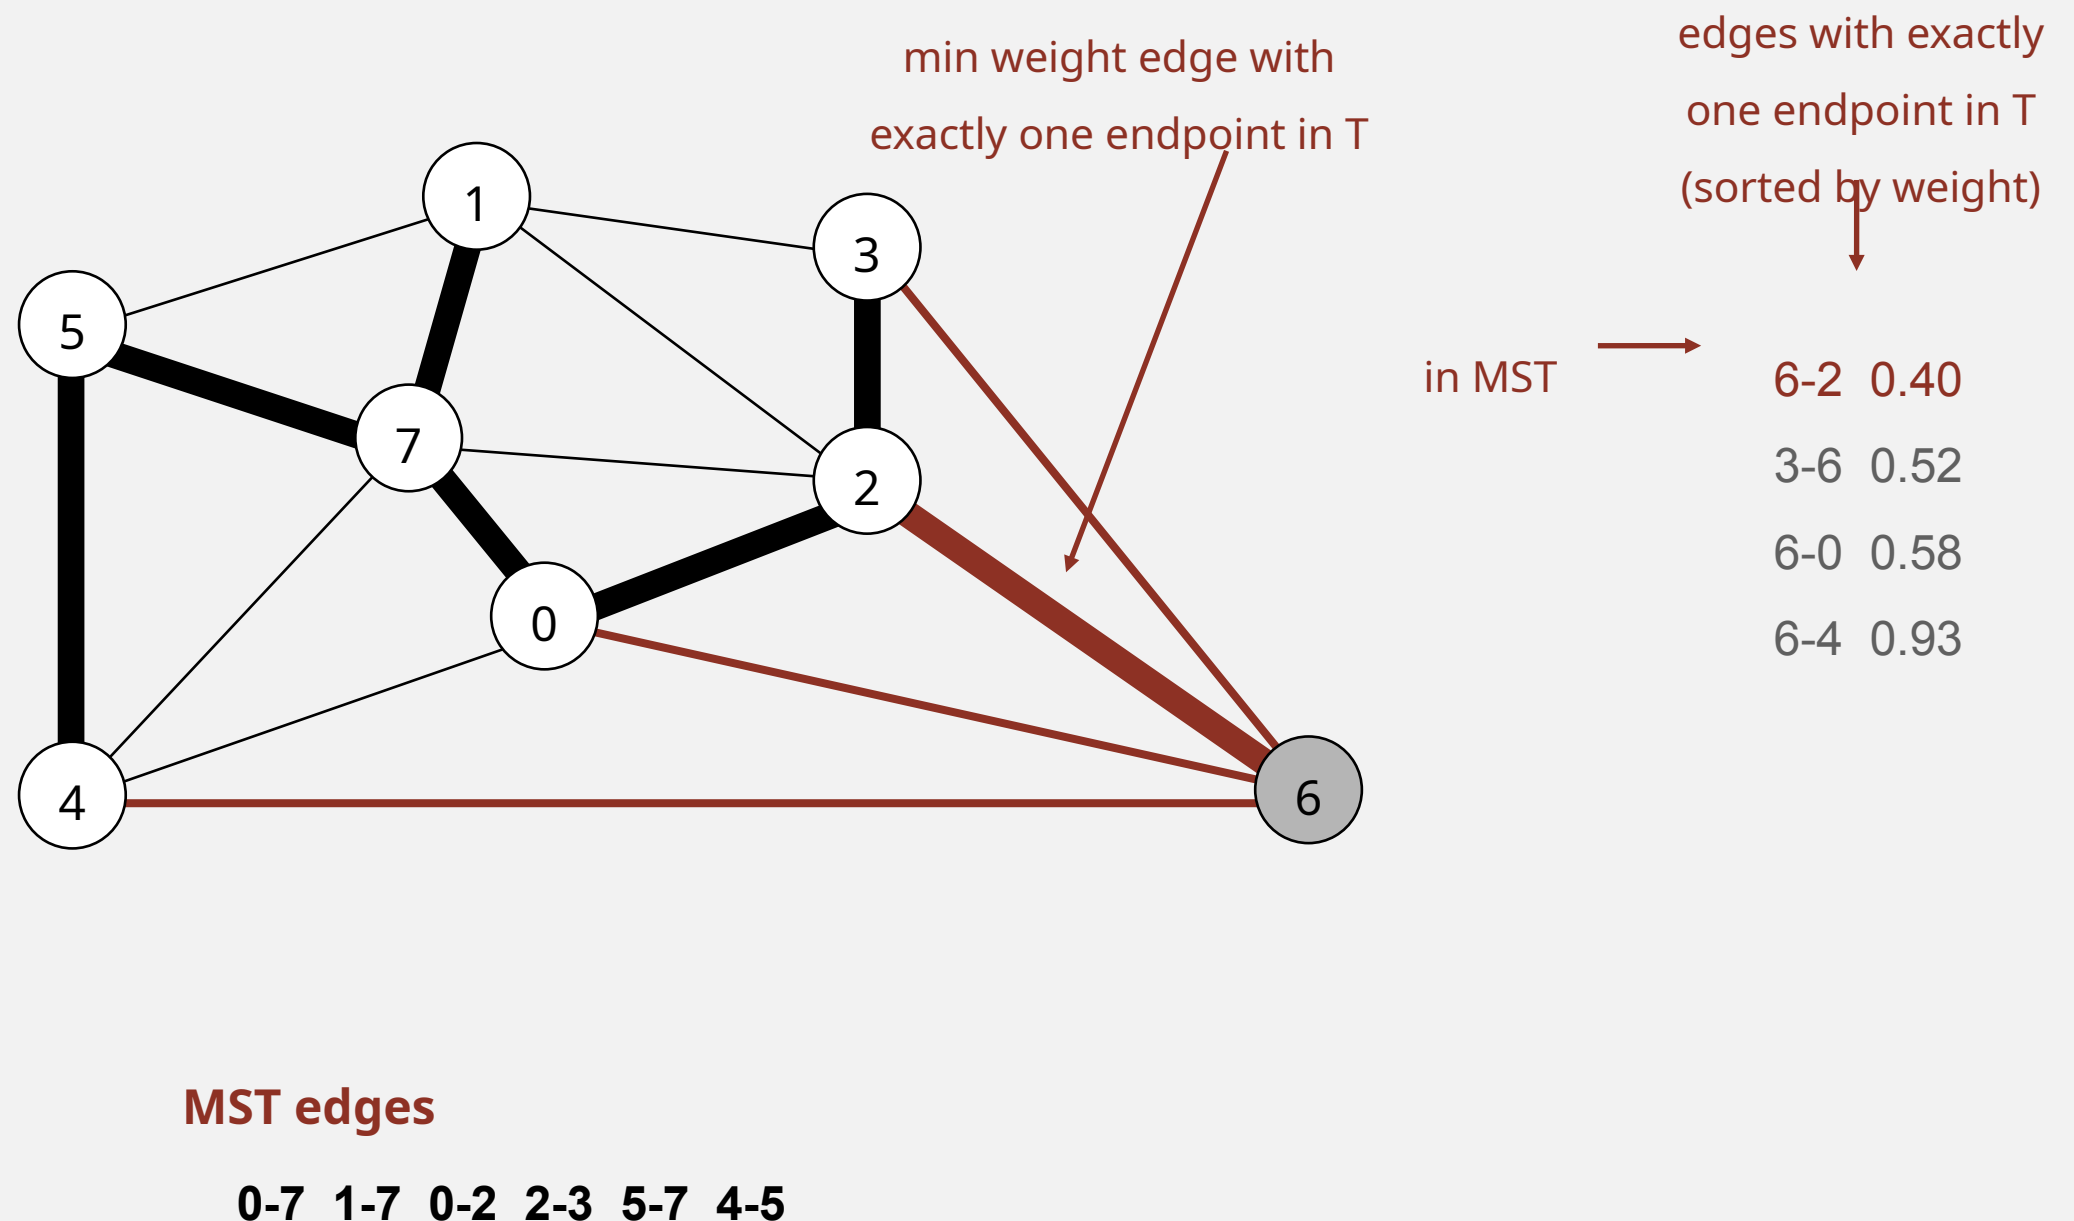 min weight edge with
exactly one endpoint in T
edges with exactly
one endpoint in T
(sorted by weight)
1
3
5
7
2
0
4
6
in MST
6-2 0.40
3-6 0.52
6-0 0.58
6-4 0.93
MST edges
0-7 1-7 0-2 2-3 5-7 4-5